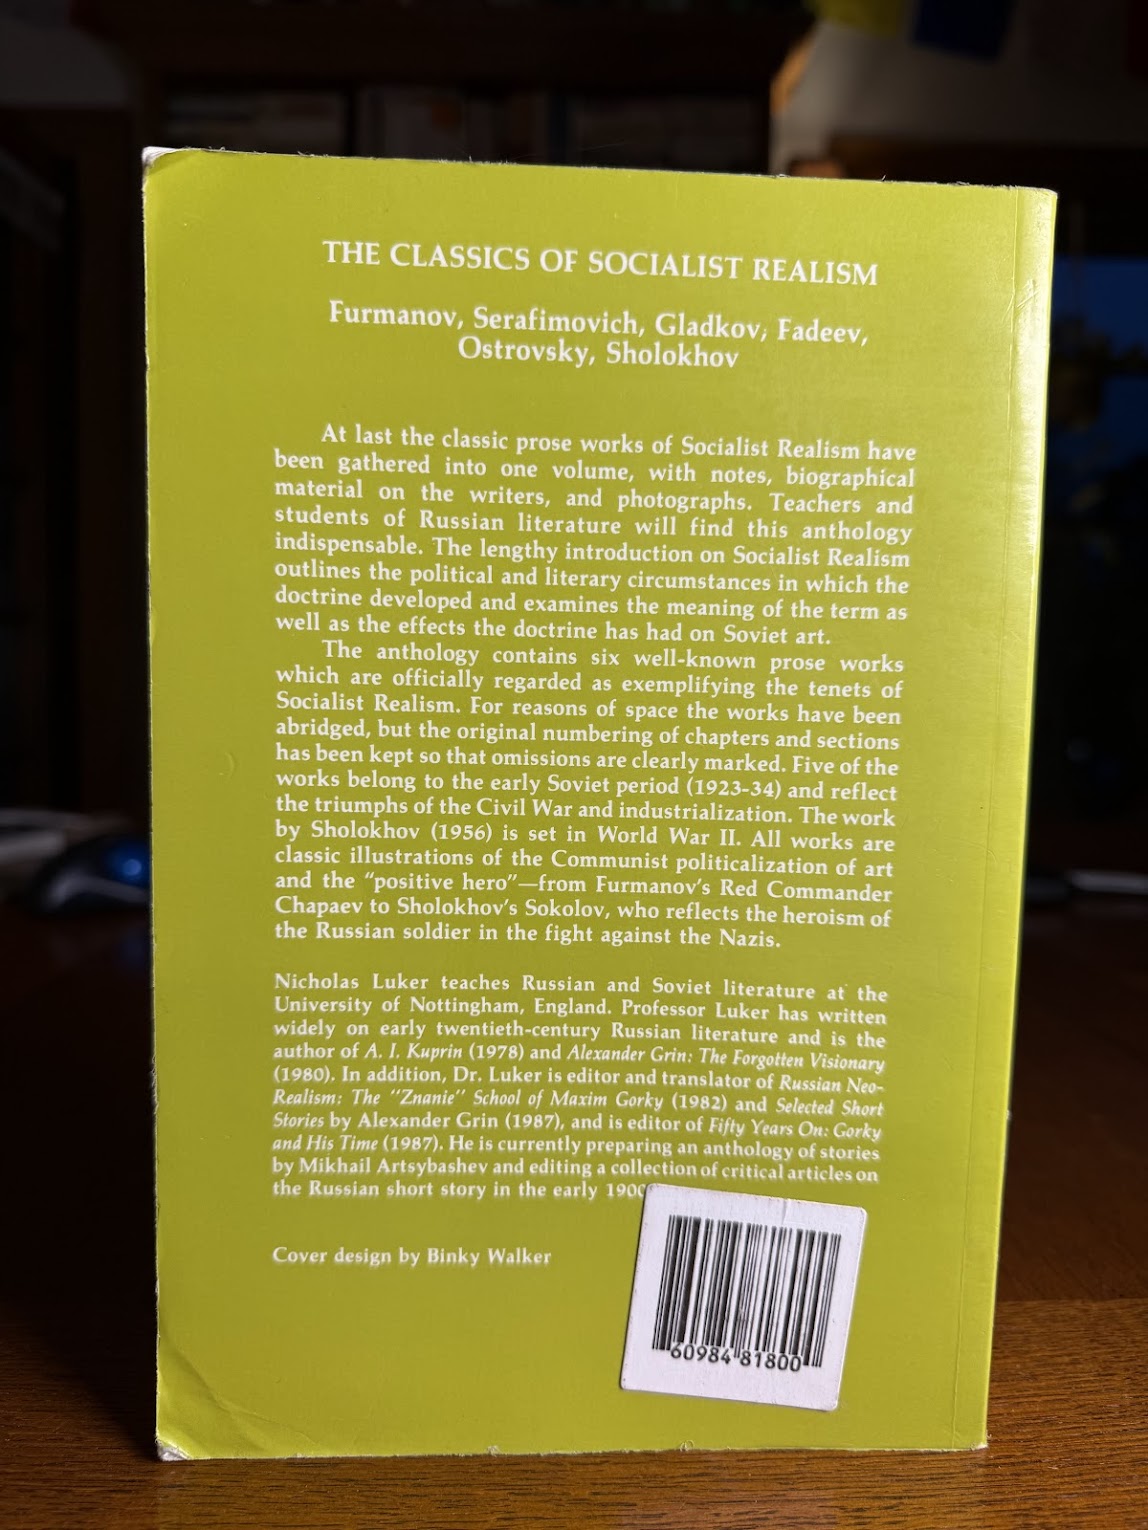 THE CLASSICS OF SOCIALIST REALISM
Furmanov, Serafimovich, Gladkov, Fadeev,
Ostrovsky, Sholokhov
At last the classic prose works of Socialist Realism have
been gathered into one volume, with notes, biographical
material on the writers, and photographs. Teachers and
students of Russian literature will find this anthology
indispensable. The lengthy introduction on Socialist Realism
outlines the political and literary circumstances in which the
doctrine developed and examines the meaning of the term as
well as the effects the doctrine has had on Soviet art.
The anthology contains six well-known prose works
which are officially regarded as exemplifying the tenets of
Socialist Realism. For reasons of space the works have been
abridged, but the original numbering of chapters and sections
has been kept so that omissions are clearly marked. Five of the
works belong to the early Soviet period (1923-34) and reflect
the triumphs of the Civil War and industrialization. The work
by Sholokhov (1956) is set in World War II. All works are
classic illustrations of the Communist politicalization of art
and the "positive hero"—from Furmanov's Red Commander
Chapaev to Sholokhov's Sokolov, who reflects the heroism of
the Russian soldier in the fight against the Nazis.
Nicholas Luker teaches Russian and Soviet literature at the
University of Nottingham, England. Professor Luker has written
widely on early twentieth-century Russian literature and is the
author of A. I. Kuprin (1978) and Alexander Grin: The Forgotten Visionary
(1980). In addition, Dr. Luker is editor and translator of Russian Neo-
Realism: The "Znanie" School of Maxim Gorky (1982) and Selected Short
Stories by Alexander Grin (1987), and is editor of Fifty Years On: Gorky
and His Time (1987). He is currently preparing an anthology of stories
by Mikhail Artsybashev and editing a collection of critical articles on
the Russian short story in the early 1900
Cover design by Binky Walker
60984 81800